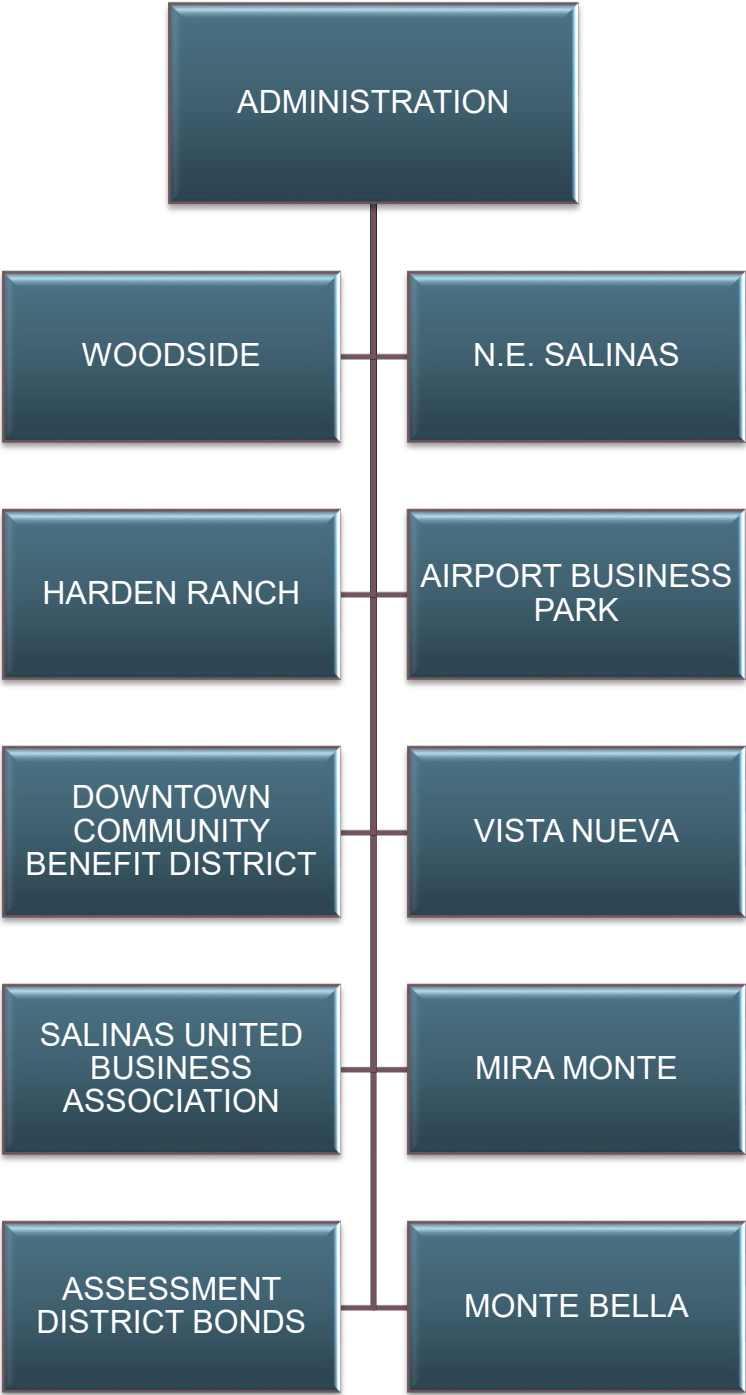 ADMINISTRATION
WOODSIDE
N.E. SALINAS
HARDEN RANCH
AIRPORT BUSINESS
PARK
DOWNTOWN
COMMUNITY
BENEFIT DISTRICT
VISTA NUEVA
SALINAS UNITED
BUSINESS
ASSOCIATION
MIRA MONTE
ASSESSMENT
DISTRICT BONDS
MONTE BELLA